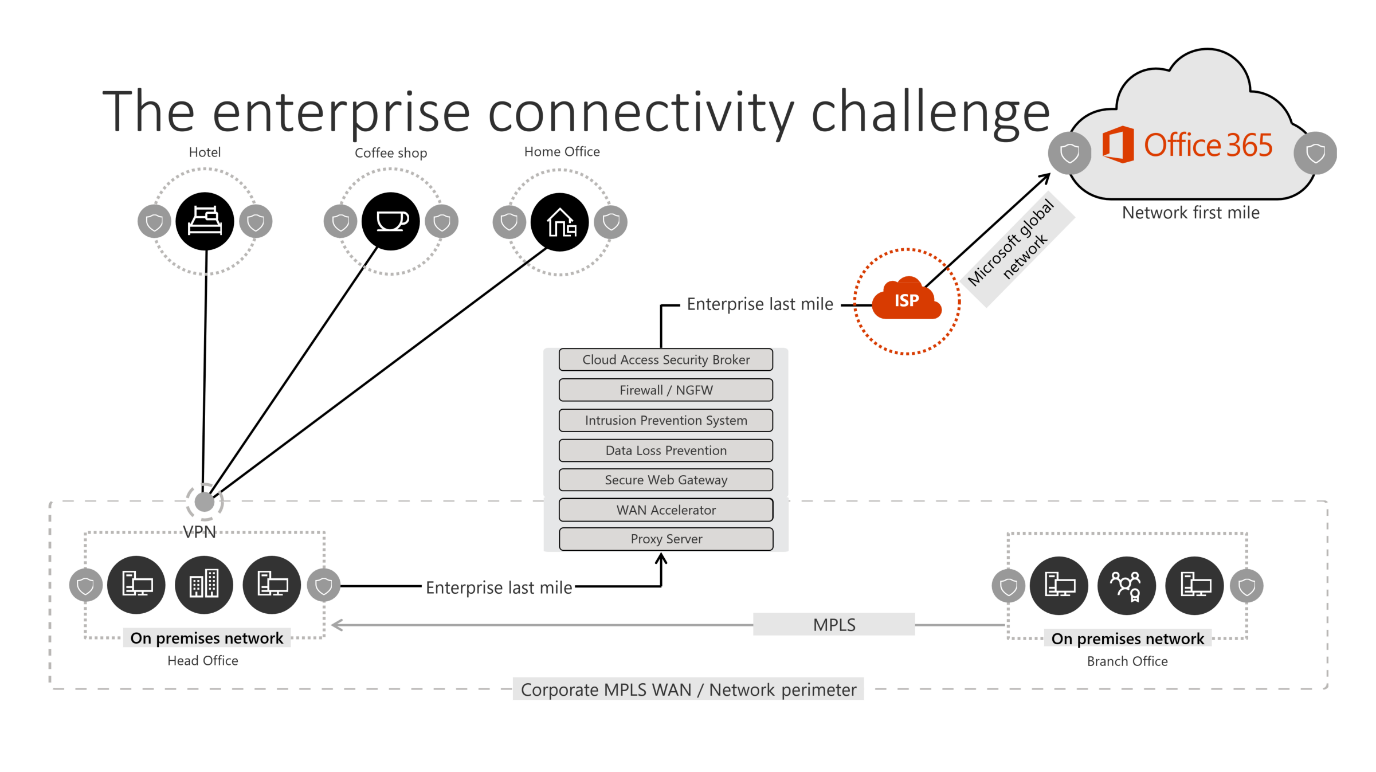 The enterprise connectivity challenge
Office 365
Network first mile
Hotel
Coffee shop
Home Office
Microsoft global
network
ISP
Enterprise last mile
Cloud Access Security Broker
Firewall / NGFW
Intrusion Prevention System
Data Loss Prevention
Secure Web Gateway
WAN Accelerator
Proxy Server
VPN
Enterprise last mile
MPLS
On premises network
Head Office
On premises network
Branch Office
Corporate MPLS WAN / Network perimeter